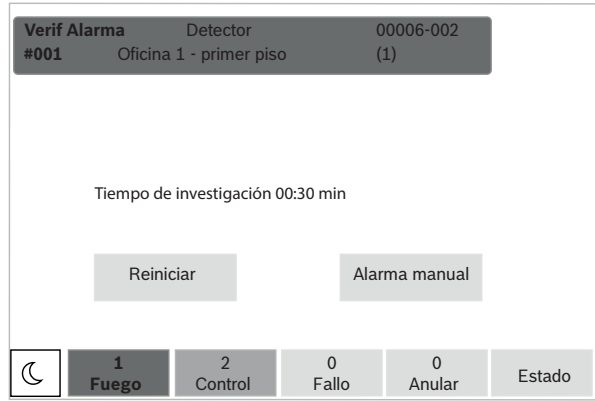 Verif Alarma Detector 00006-002
#001 Oficina 1 - primer piso (1)
Tiempo de investigación 00:30 min
Reiniciar Alarma manual
1 2 0 0
Fuego Control Fallo Anular Estado